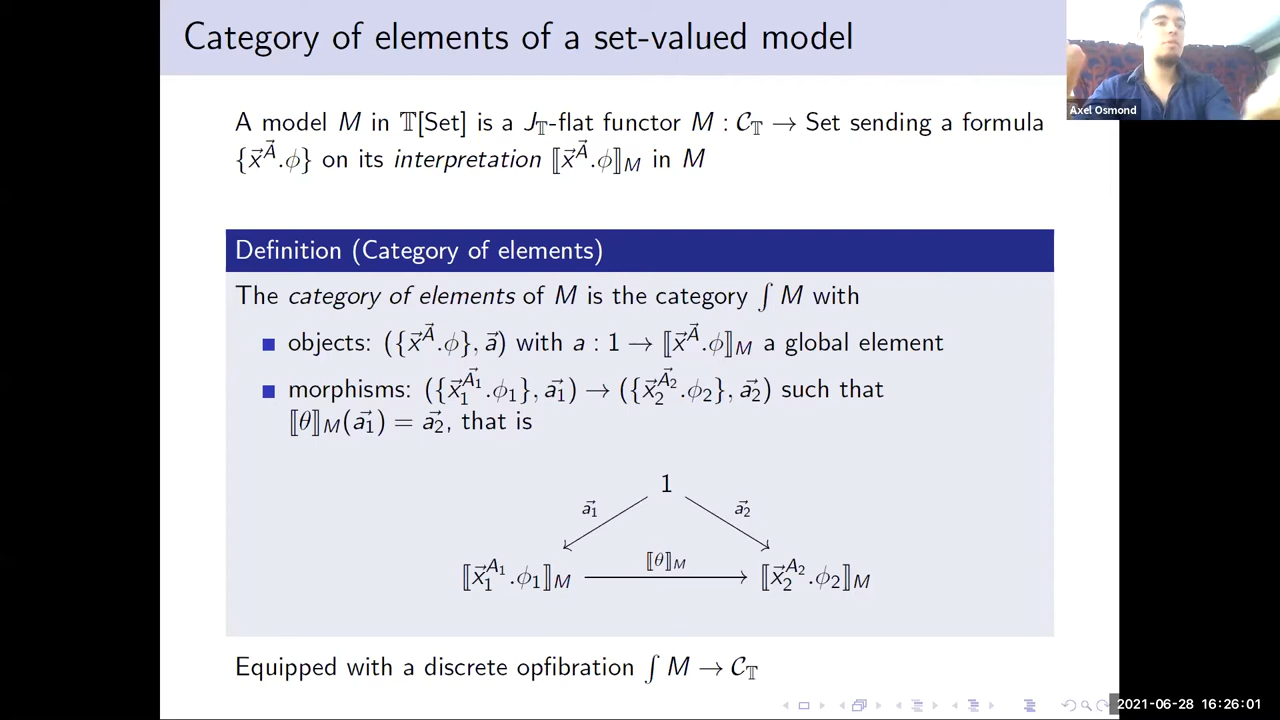 Category of elements of a set-valued model
Axel Osmond
A model M in 𝕋[Set] is a J_𝕋-flat functor M : 𝒞_𝕋 → Set sending a formula
{x⃗^A⃗.ϕ} on its interpretation ⟦x⃗^A⃗.ϕ⟧_M in M
Definition (Category of elements)
The category of elements of M is the category ∫ M with
objects: ({x⃗^A⃗.ϕ}, a⃗) with a : 1 → ⟦x⃗^A⃗.ϕ⟧_M a global element
morphisms: ({x⃗_1^A⃗_1.ϕ_1}, a⃗_1) → ({x⃗_2^A⃗_2.ϕ_2}, a⃗_2) such that
⟦θ⟧_M(a⃗_1) = a⃗_2, that is
1
a⃗_1 a⃗_2
⟦θ⟧_M
⟦x⃗_1^A_1.ϕ_1⟧_M ⟦x⃗_2^A_2.ϕ_2⟧_M
Equipped with a discrete opfibration ∫ M → 𝒞_𝕋
2021-06-28 16:26:01